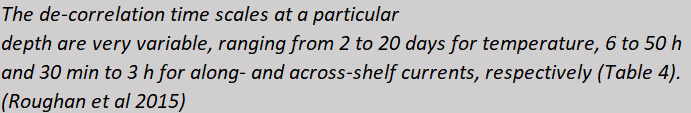 The de-correlation time scales at a particular
depth are very variable, ranging from 2 to 20 days for temperature, 6 to 50 h
and 30 min to 3 h for along- and across-shelf currents, respectively (Table 4).
(Roughan et al 2015)